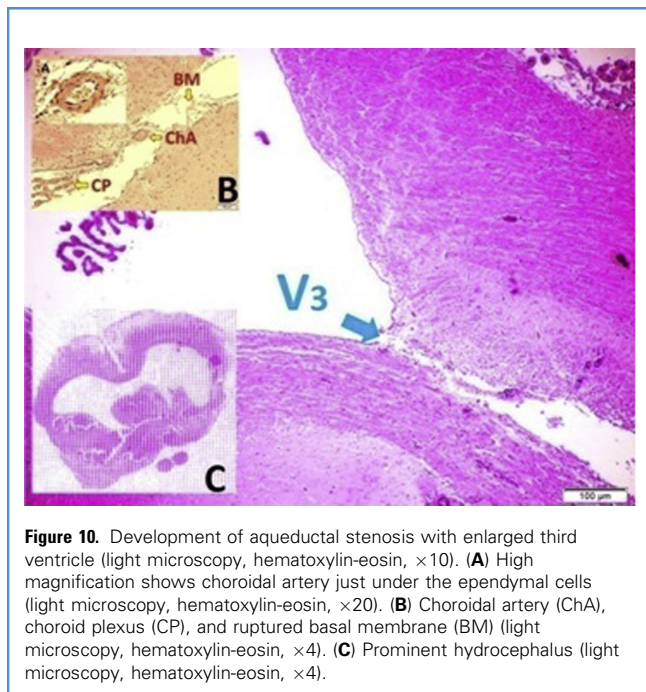 A
BM
ChA
CP
B
V3
C
100 µm
Figure 10. Development of aqueductal stenosis with enlarged third
ventricle (light microscopy, hematoxylin-eosin, ×10). (A) High
magnification shows choroidal artery just under the ependymal cells
(light microscopy, hematoxylin-eosin, ×20). (B) Choroidal artery (ChA),
choroid plexus (CP), and ruptured basal membrane (BM) (light
microscopy, hematoxylin-eosin, ×4). (C) Prominent hydrocephalus (light
microscopy, hematoxylin-eosin, ×4).